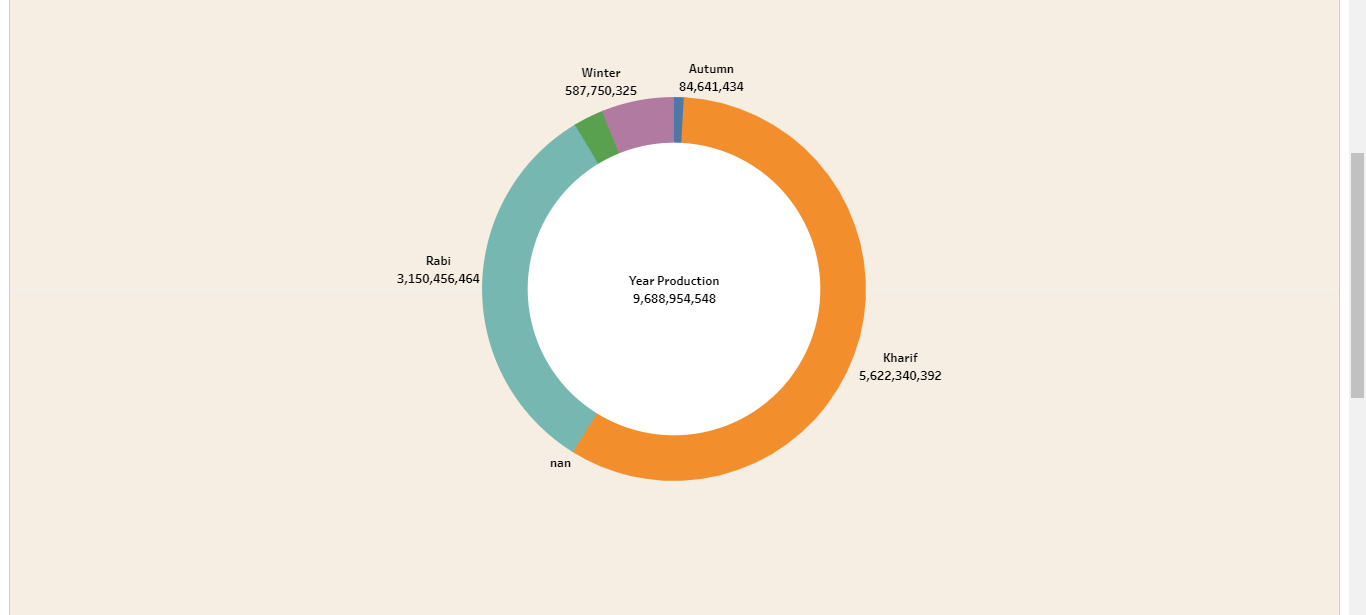 Winter
587,750,325
Autumn
84,641,434
Rabi
3,150,456,464
Year Production
9,688,954,548
Kharif
5,622,340,392
nan